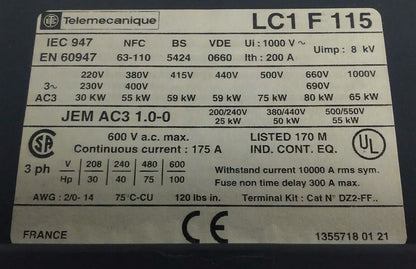 Telemecanique LC1 F 115
IEC 947 NFC BS VDE Ui : 1000 V~ Uimp : 8 kV
EN 60947 63-110 5424 0660 Ith : 200 A
220V 380V 415V 440V 500V 660V 1000V
3~ 230V 400V 690V
AC3 30 KW 55 kW 59 kW 59 kW 75 kW 80 kW 65 kW
JEM AC3 1.0-0 200/240V 380/440V 500/550V
25 kW 50 kW 55 kW
SA 600 V a.c. max. LISTED 170 M UL
Continuous current : 175 A IND. CONT. EQ.
3 ph V 208 240 480 600 Withstand current 10000 A rms sym.
Hp 30 40 75 100 Fuse non time delay 300 A max.
AWG : 2/0- 14 75°C-CU 120 lbs in. Terminal Kit : Cat N° DZ2-FF..
FRANCE CE 1355718 01 21